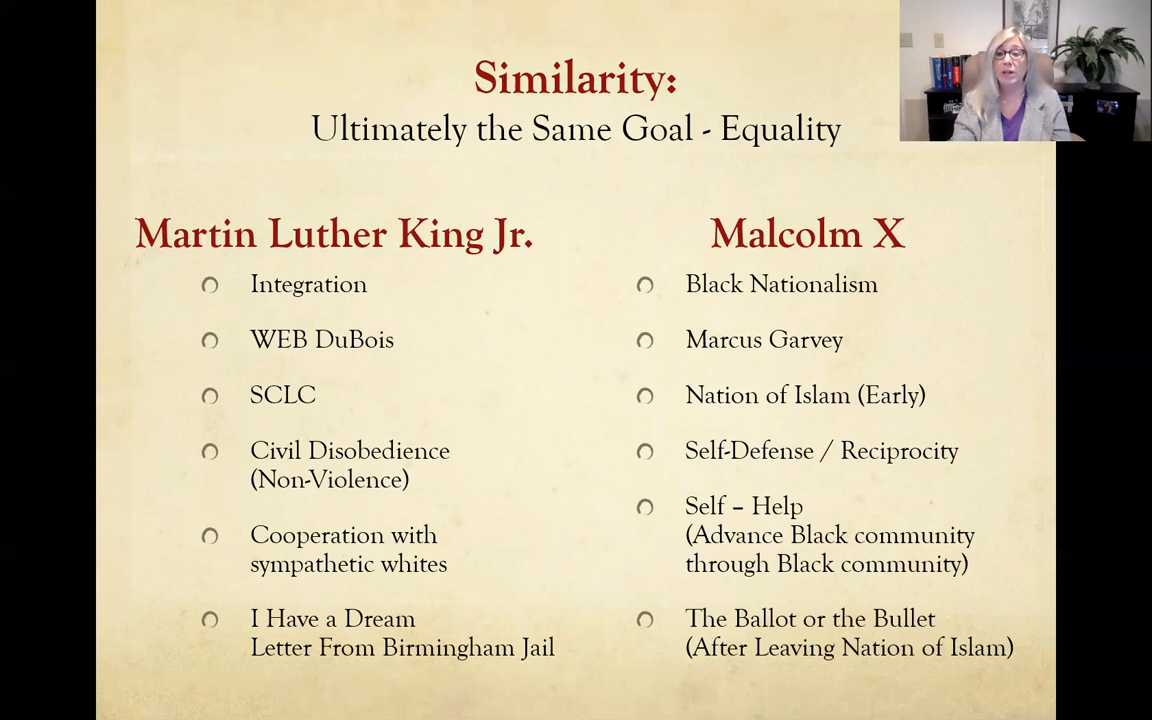 Similarity:
Ultimately the Same Goal - Equality
Martin Luther King Jr.
Integration
WEB DuBois
SCLC
Civil Disobedience
(Non-Violence)
Cooperation with
sympathetic whites
I Have a Dream
Letter From Birmingham Jail
Malcolm X
Black Nationalism
Marcus Garvey
Nation of Islam (Early)
Self-Defense / Reciprocity
Self – Help
(Advance Black community
through Black community)
The Ballot or the Bullet
(After Leaving Nation of Islam)